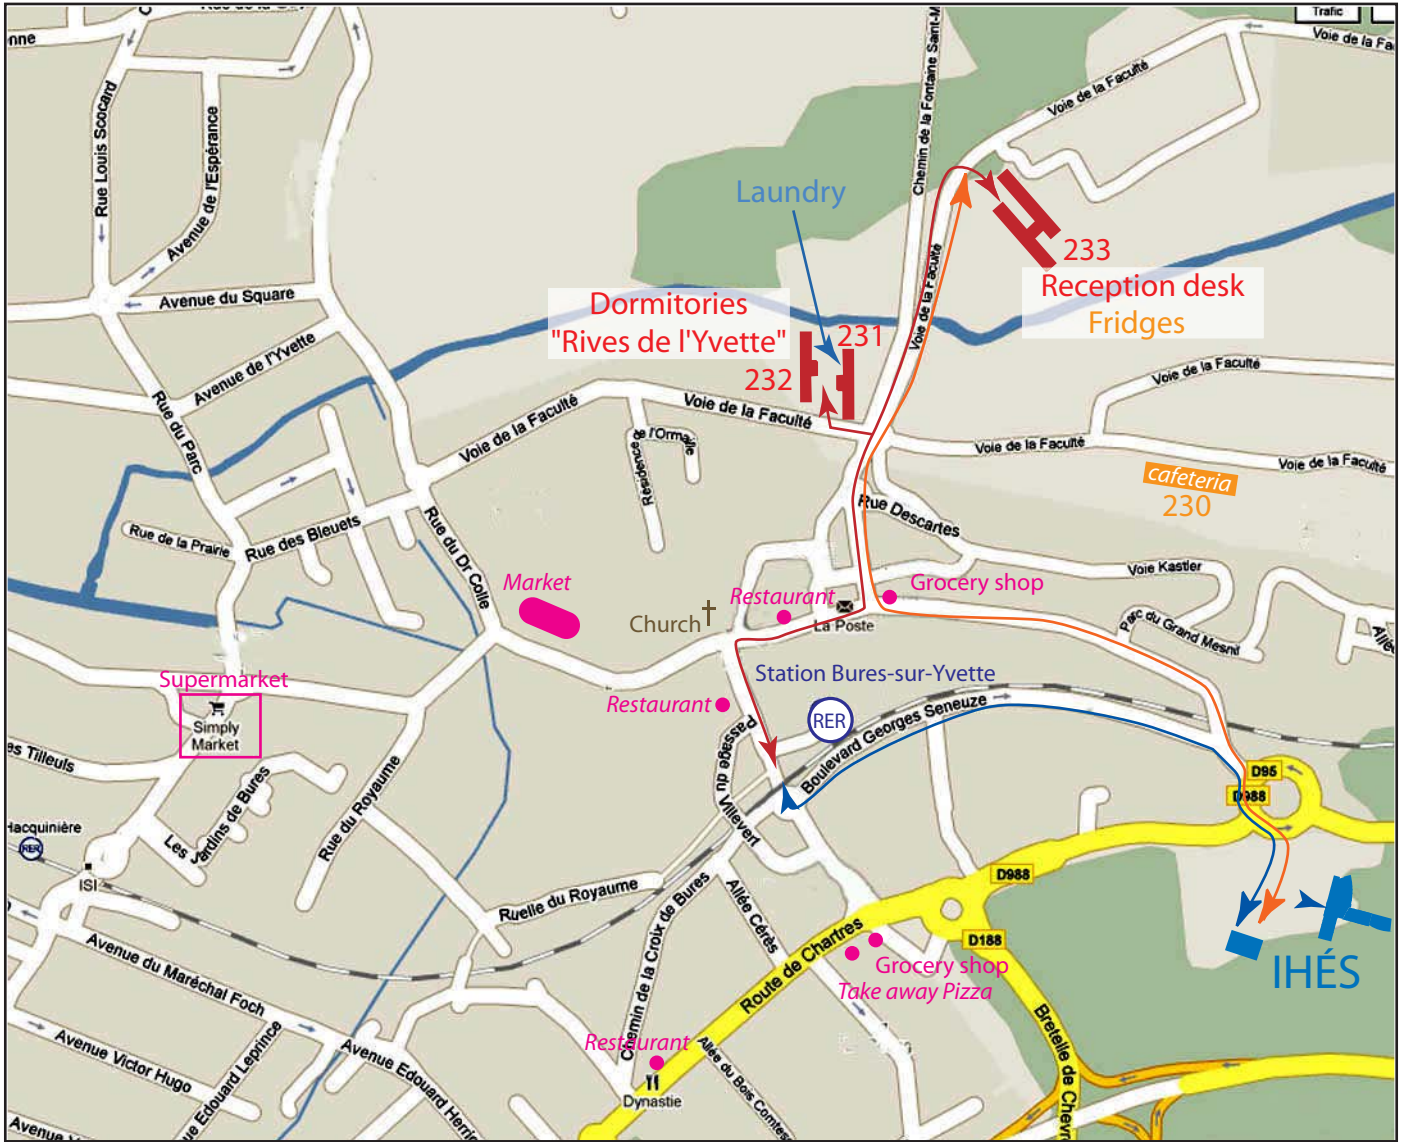 Trafic
Voie de la Fa
nne
Rue Louis Scocard
Avenue de l'Espérance
Chemin de la Fontaine Saint-M
Voie de la Faculté
Laundry
233
Reception desk
Fridges
Avenue du Square
Dormitories
"Rives de l'Yvette"
231
232
Voie de la Faculté
Avenue de l'Yvette
Rue du Parc
Voie de la Faculté
Voie de la Faculté
Voie de la Faculté
Voie de la Faculté
Voie de la Faculté
Résidence de l'Ormaille
cafeteria
230
Rue Descartes
Rue de la Prairie
Rue des Bleuets
Rue du Dr Colle
Market
Church
Restaurant
La Poste
Grocery shop
Voie Kastler
Parc du Grand Mesnil
Allée
Supermarket
Simply
Market
Restaurant
Station Bures-sur-Yvette
RER
Boulevard Georges Seneuze
Passage du Villevert
es Tilleuls
Les Jardins de Bures
Rue du Royaume
Hacquinière
RER
ISI
D95
D988
D988
D188
Ruelle du Royaume
Chemin de la Croix de Bures
Allée Cérès
Route de Chartres
Grocery shop
Take away Pizza
IHÉS
Avenue du Maréchal Foch
Avenue Victor Hugo
ue Edouard Leprince
Avenue Edouard Herri
Restaurant
Dynastie
Allée du Bois Comtess
Bretelle de Chevr
Avenue V